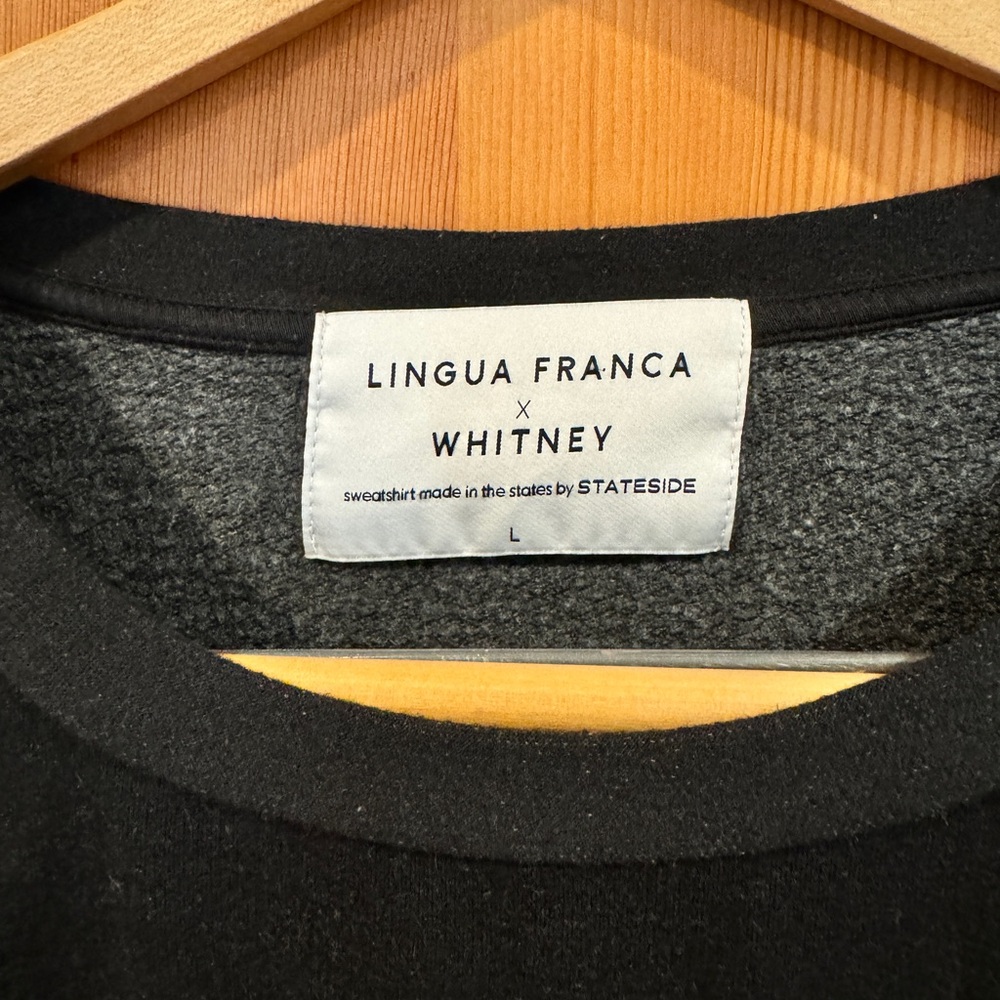 LINGUA FRANCA
X
WHITNEY
sweatshirt made in the states by STATESIDE
L